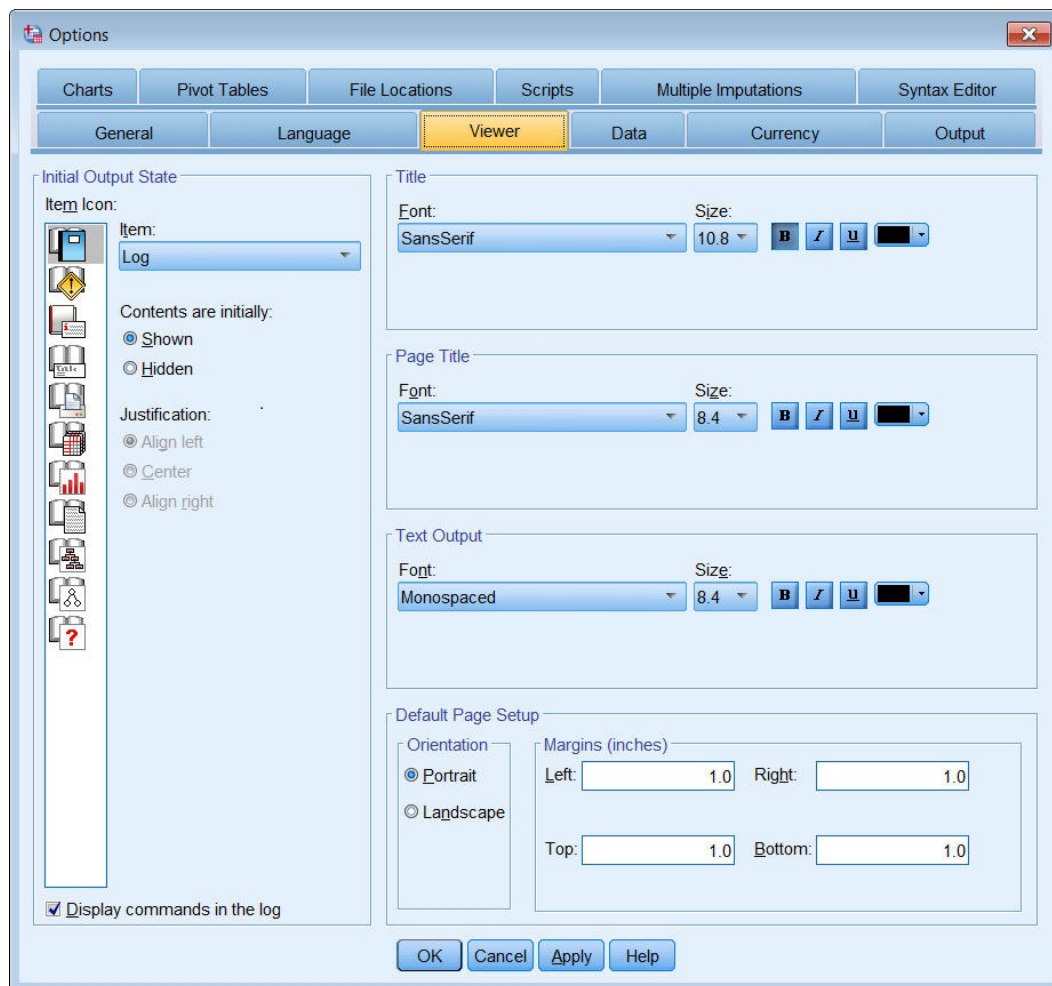 Options
Charts
Pivot Tables
File Locations
Scripts
Multiple Imputations
Syntax Editor
General
Language
Viewer
Data
Currency
Output
Initial Output State
Item Icon:
Item:
Log
Contents are initially:
Shown
Hidden
Justification:
Align left
Center
Align right
Display commands in the log
Title
Font: Size:
SansSerif 10.8 B I U
Page Title
Font: Size:
SansSerif 8.4 B I U
Text Output
Font: Size:
Monospaced 8.4 B I U
Default Page Setup
Orientation
Portrait
Landscape
Margins (inches)
Left: 1.0 Right: 1.0
Top: 1.0 Bottom: 1.0
OK Cancel Apply Help